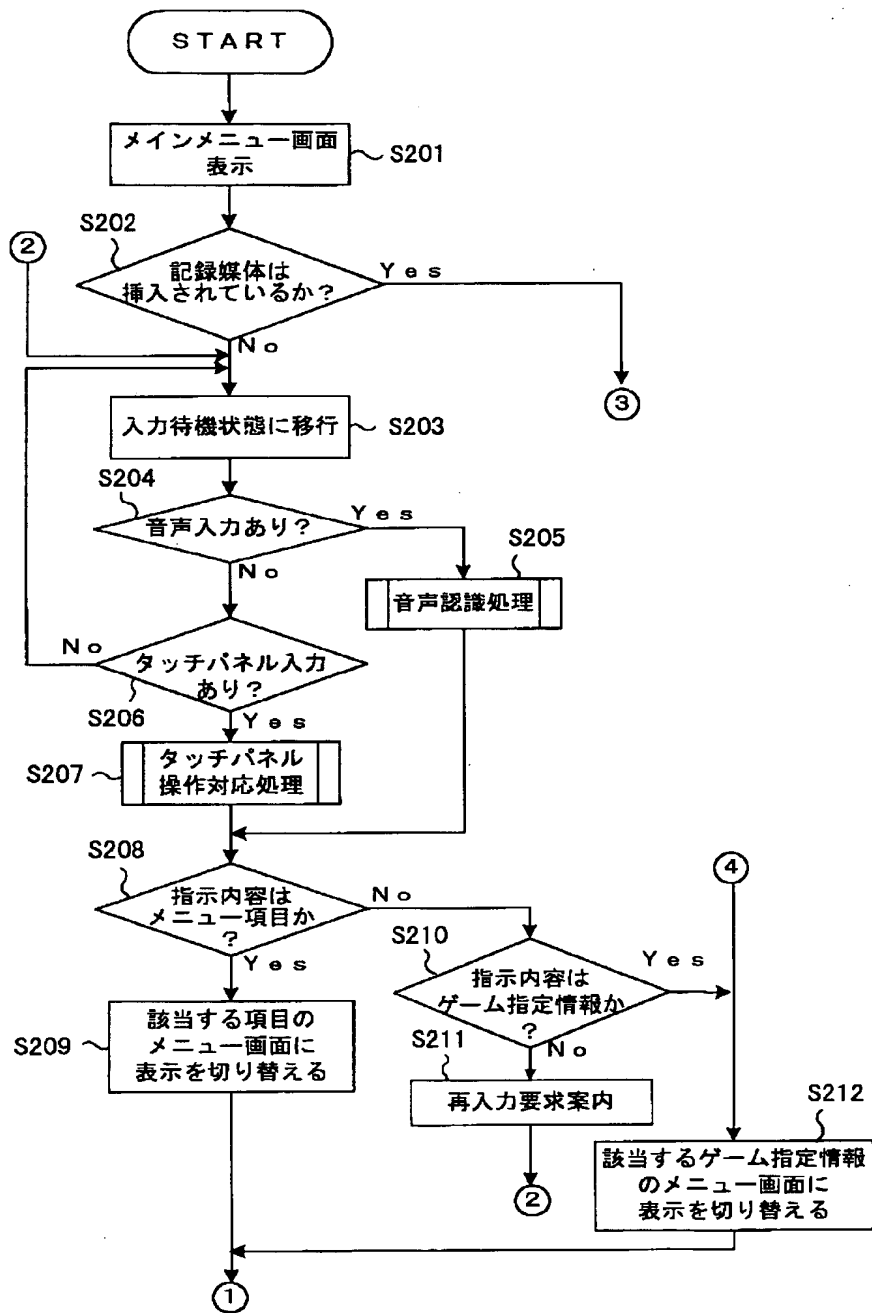 START
メインメニュー画面
表示
S201
S202
②
記録媒体は
挿入されているか？
Yes
No
③
入力待機状態に移行
S203
S204
音声入力あり？
Yes
No
S205
音声認識処理
No
タッチパネル入力
あり？
S206
Yes
S207
タッチパネル
操作対応処理
S208
指示内容は
メニュー項目か
？
No
Yes
④
S210
指示内容は
ゲーム指定情報か
？
Yes
No
S209
該当する項目の
メニュー画面に
表示を切り替える
S211
再入力要求案内
②
S212
該当するゲーム指定情報
のメニュー画面に
表示を切り替える
①